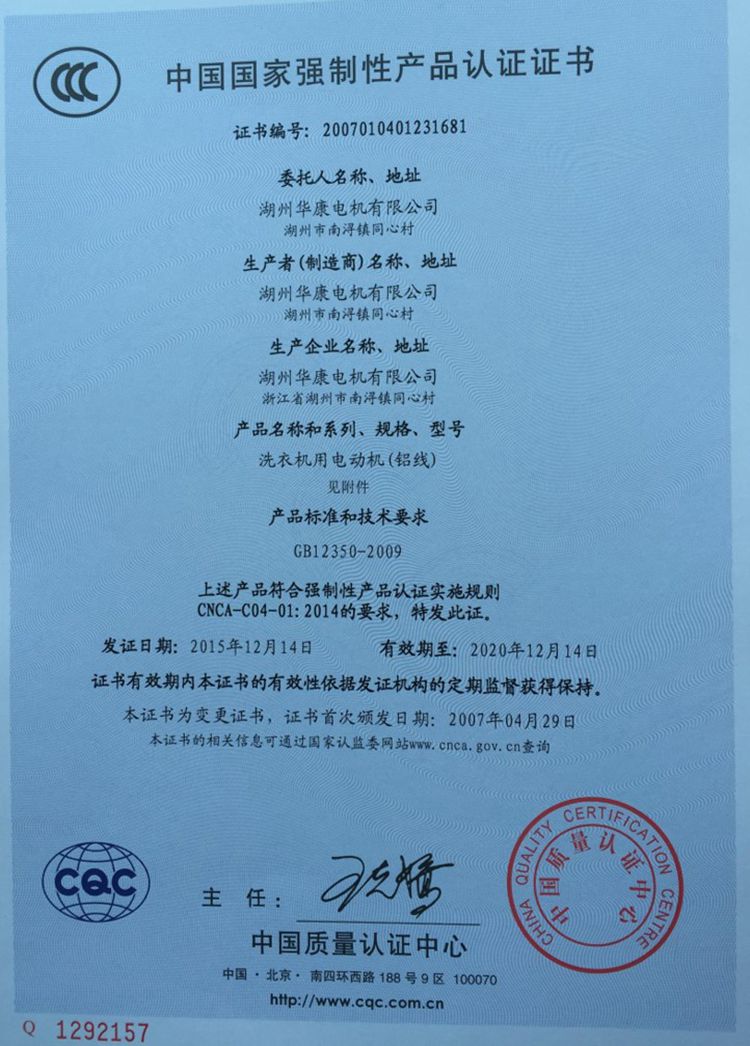 CCC
中国国家强制性产品认证证书
证书编号：2007010401231681
委托人名称、地址
湖州华康电机有限公司
湖州市南浔镇同心村
生产者(制造商)名称、地址
湖州华康电机有限公司
湖州市南浔镇同心村
生产企业名称、地址
湖州华康电机有限公司
浙江省湖州市南浔镇同心村
产品名称和系列、规格、型号
洗衣机用电动机(铝线)
见附件
产品标准和技术要求
GB12350-2009
上述产品符合强制性产品认证实施规则
CNCA-C04-01:2014的要求，特发此证。
发证日期：2015年12月14日 有效期至：2020年12月14日
证书有效期内本证书的有效性依据发证机构的定期监督获得保持。
本证书为变更证书，证书首次颁发日期：2007年04月29日
本证书的相关信息可通过国家认监委网站www.cnca.gov.cn查询
CQC
主 任：
CHINA QUALITY CERTIFICATION CENTRE
中国质量认证中心
中国质量认证中心
中国·北京·南四环西路188号9区 100070
http://www.cqc.com.cn
Q 1292157